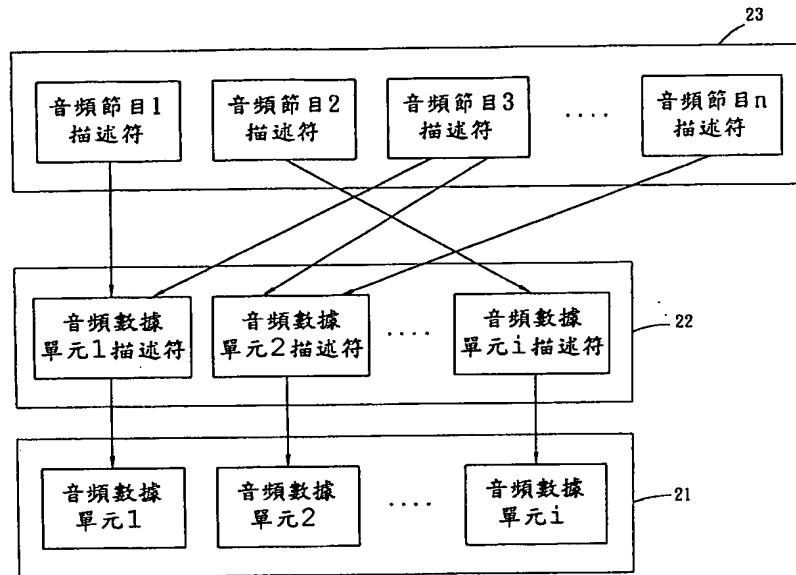 23
音頻節目1
描述符
音頻節目2
描述符
音頻節目3
描述符
....
音頻節目n
描述符
音頻數據
單元1描述符
音頻數據
單元2描述符
....
音頻數據
單元i描述符
22
音頻數據
單元1
音頻數據
單元2
....
音頻數據
單元i
21